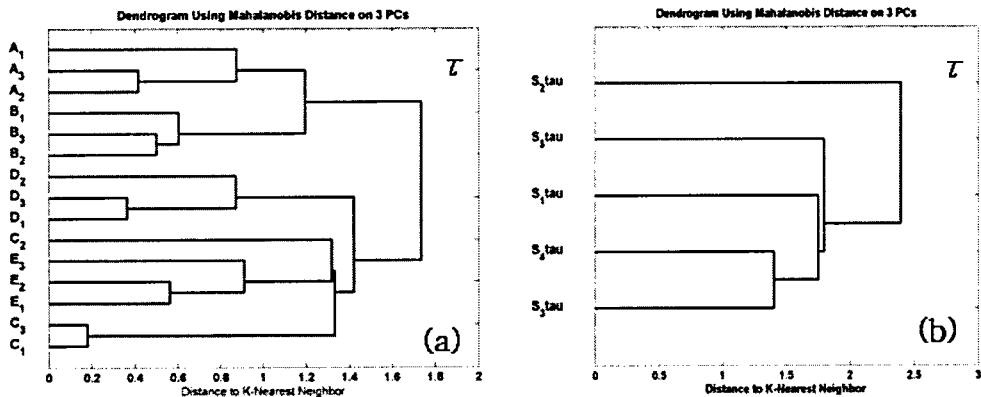 Dendrogram Using Mahalanobis Distance on 3 PCs
τ
A1
A3
A2
B1
B3
B2
D2
D3
D1
C2
E3
E2
E1
C3
C1
(a)
0 0.2 0.4 0.6 0.8 1 1.2 1.4 1.6 1.8 2
Distance to K-Nearest Neighbor
Dendrogram Using Mahalanobis Distance on 3 PCs
τ
S2tau
S5tau
S1tau
S4tau
S3tau
(b)
0 0.5 1 1.5 2 2.5 3
Distance to K-Nearest Neighbor